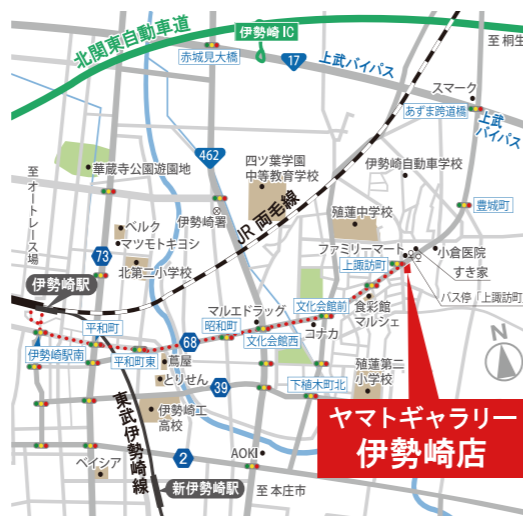 北関東自動車道
伊勢崎 IC
至 桐生
赤城見大橋
17
上武バイパス
スマーク
あずま跨道橋
上武
バイパス
462
四ツ葉学園
中等教育学校
伊勢崎自動車学校
華蔵寺公園遊園地
至オートレース場
伊勢崎署
JR 両毛線
殖蓮中学校
豊城町
ベルク
マツモトキヨシ
73
北第二小学校
ファミリーマート
小倉医院
上諏訪町
すき家
バス停「上諏訪町
伊勢崎駅
マルエドラッグ
文化会館前
食彩館
マルシェ
平和町
昭和町
コナカ
68
文化会館西
伊勢崎駅南
平和町東
蔦屋
とりせん
39
下植木町北
殖蓮第二
小学校
N
東武伊勢崎線
伊勢崎工
高校
ヤマトギャラリー
伊勢崎店
2
AOKI
ベイシア
新伊勢崎駅
至 本庄市